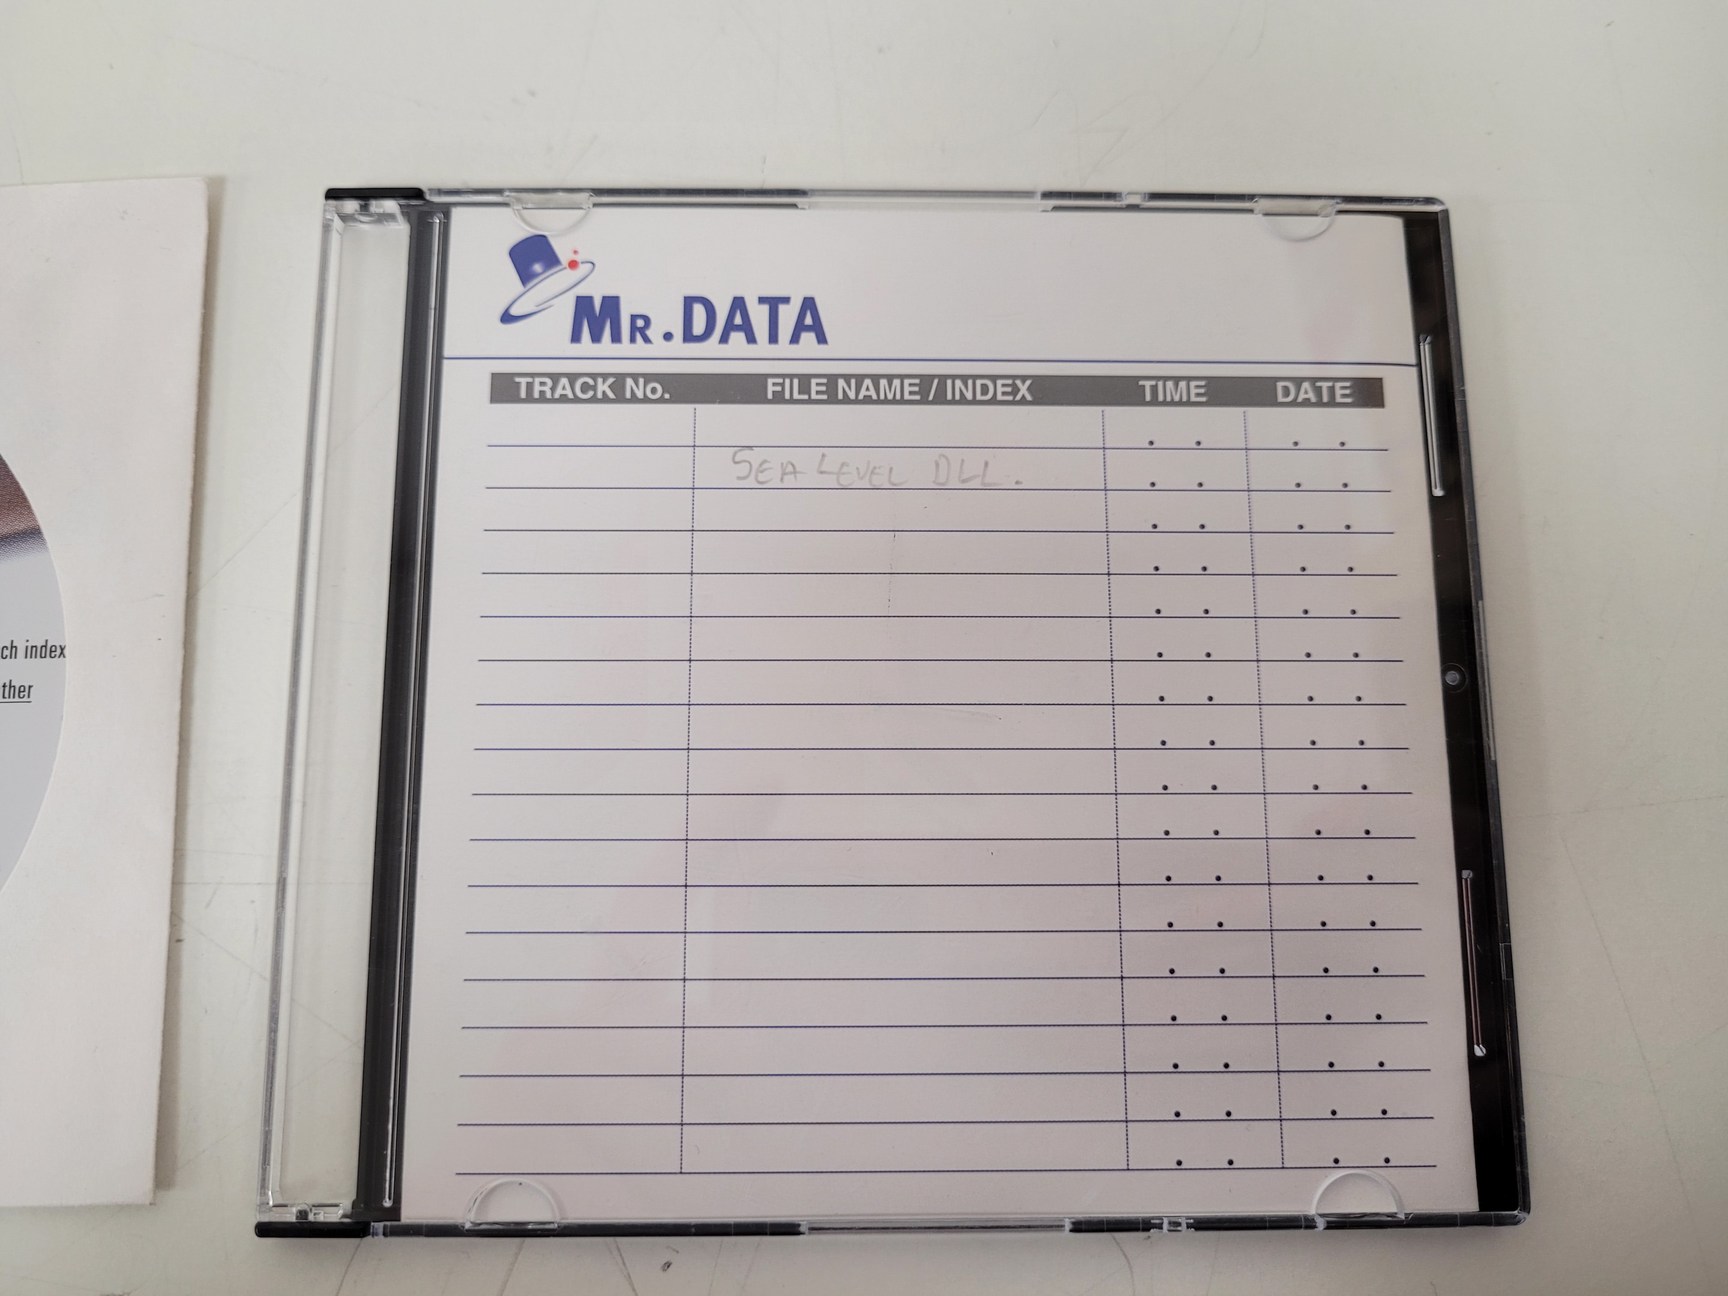 Mr. DATA
TRACK No. FILE NAME / INDEX TIME DATE
SEA LEVEL DLL.
ch index
ther